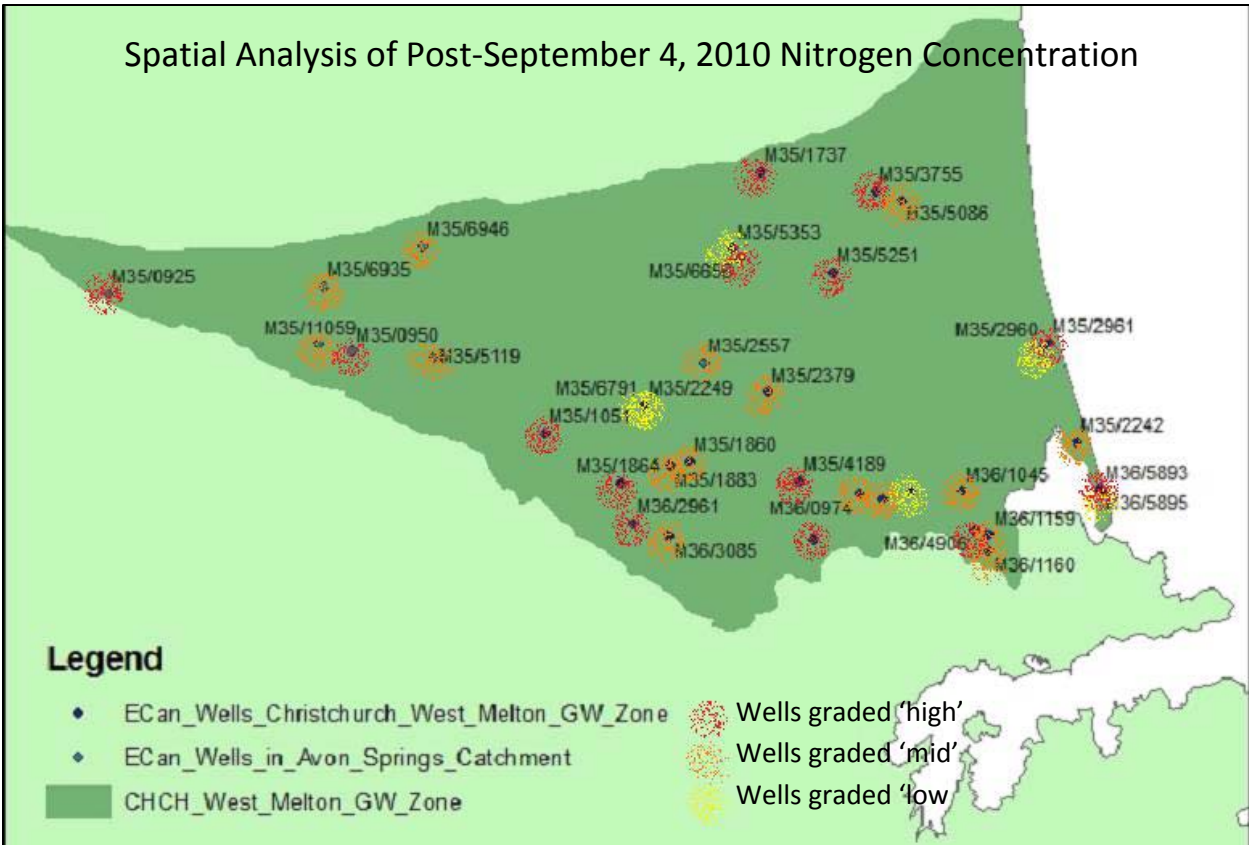 Spatial Analysis of Post-September 4, 2010 Nitrogen Concentration
M35/1737
M35/3755
M35/5086
M35/6946
M35/5353
M35/0925
M35/6935
M35/5251
M35/11059
M35/0950
M35/2960
M35/2961
M35/5119
M35/2557
M35/2379
M35/6791
M35/2249
M35/1051
M35/2242
M35/1860
M35/1864
M35/1883
M35/4189
M36/1045
M36/5893
M36/5895
M36/2961
M36/0974
M36/1159
M36/4906
M36/3085
M36/1160
Legend
ECan_Wells_Christchurch_West_Melton_GW_Zone
ECan_Wells_in_Avon_Springs_Catchment
CHCH_West_Melton_GW_Zone
Wells graded ‘high’
Wells graded ‘mid’
Wells graded ‘low